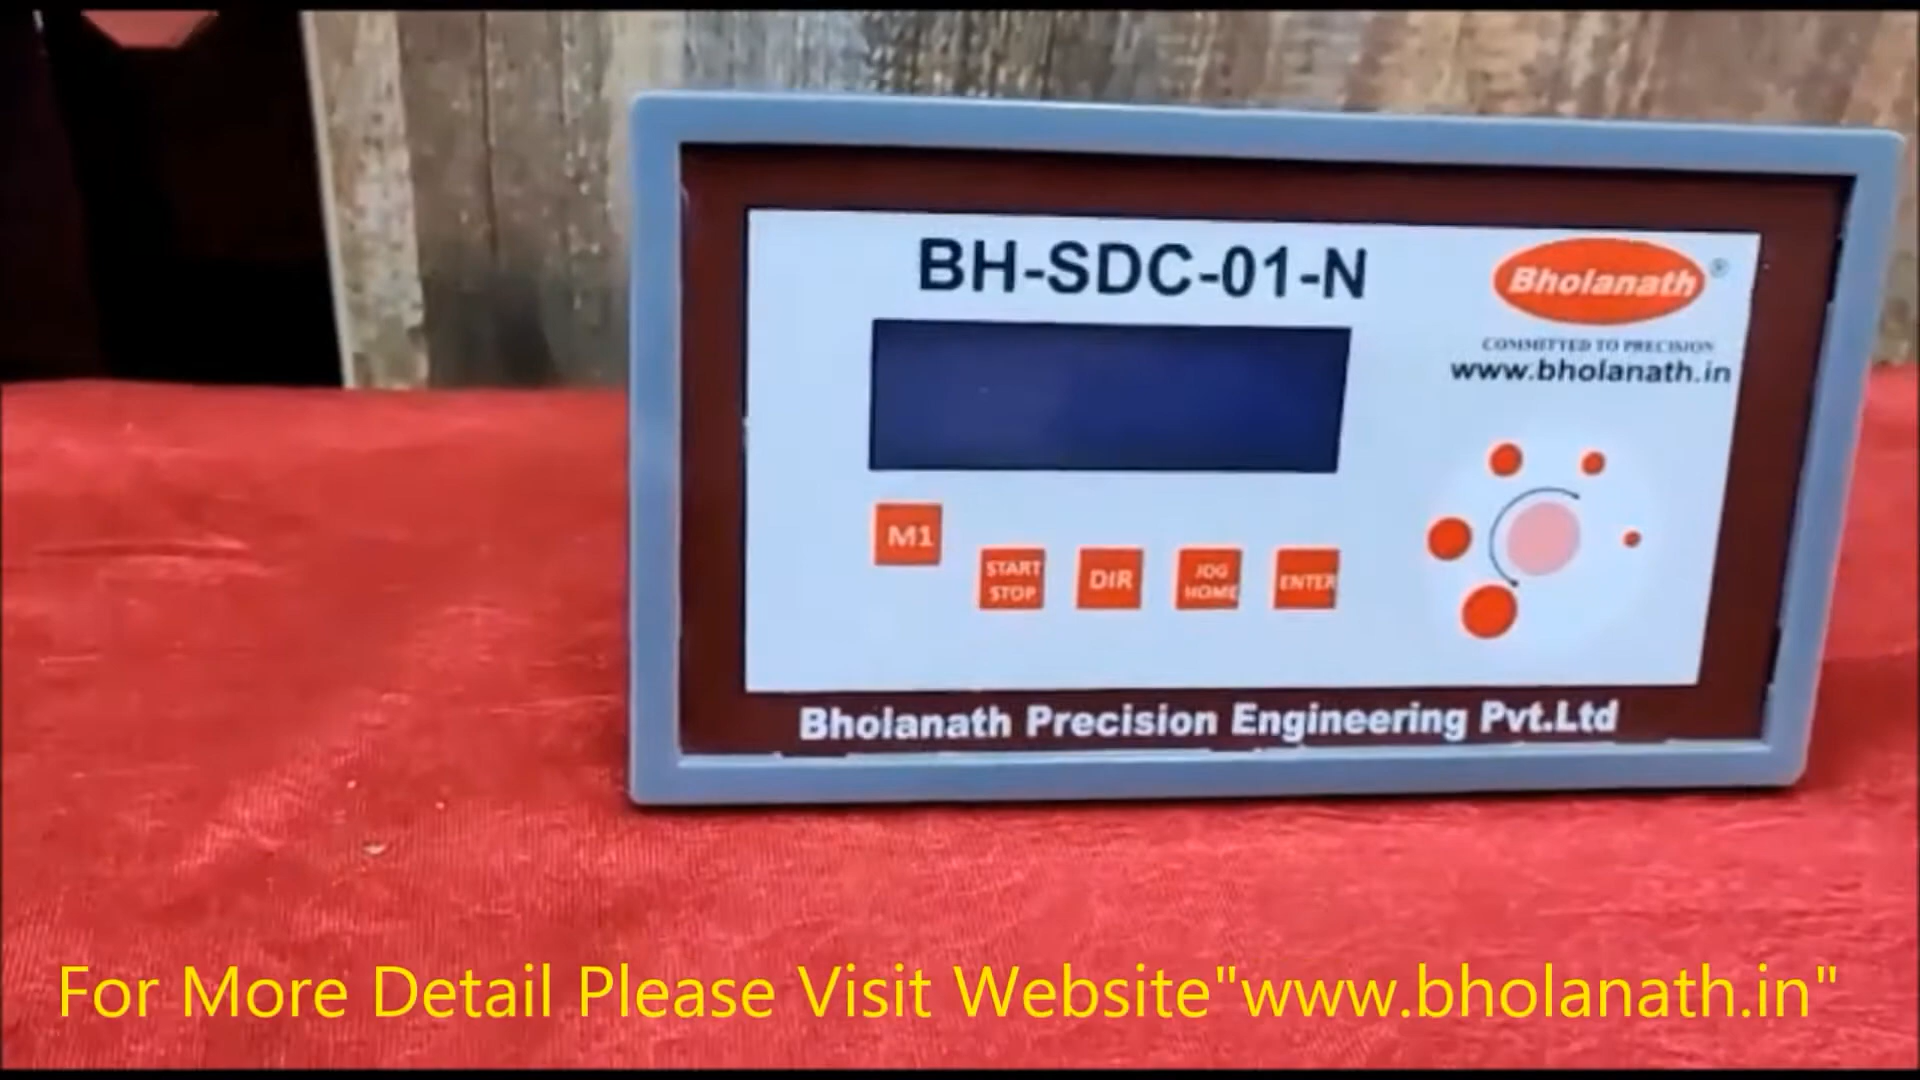 BH-SDC-01-N
Bholanath®
COMMITTED TO PRECISION
www.bholanath.in
M1
START
STOP
DIR
JOG
HOME
ENTER
Bholanath Precision Engineering Pvt.Ltd
For More Detail Please Visit Website"www.bholanath.in"